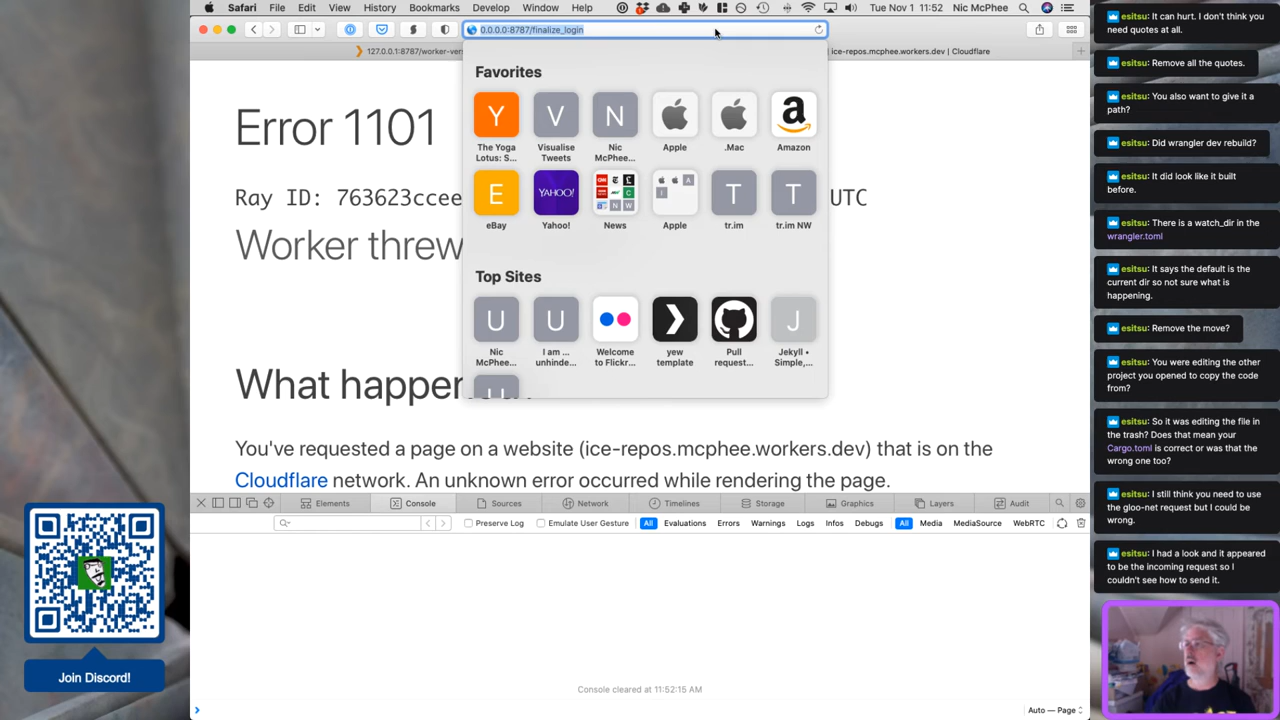 Safari File Edit View History Bookmarks Develop Window Help
Tue Nov 1 11:52 Nic McPhee
0.0.0.0:8787/finalize_login
127.0.0.1:8787/worker-ver
ice-repos.mcphee.workers.dev | Cloudflare
Favorites
Y
V
N
The Yoga
Lotus: S...
Visualise
Tweets
Nic
McPhee...
Apple
.Mac
Amazon
E
YAHOO!
T
T
eBay
Yahoo!
News
Apple
tr.im
tr.im NW
Top Sites
U
U
J
Nic
McPhee...
I am ...
unhinde...
Welcome
to Flickr...
yew
template
Pull
request...
Jekyll •
Simple,...
Error 1101
Ray ID: 763623ccee
UTC
Worker threw
What happen
You've requested a page on a website (ice-repos.mcphee.workers.dev) that is on the
Cloudflare network. An unknown error occurred while rendering the page.
Elements Console Sources Network Timelines Storage Graphics Layers Audit
Preserve Log Emulate User Gesture All Evaluations Errors Warnings Logs Infos Debugs All Media MediaSource WebRTC
Console cleared at 11:52:15 AM
Auto — Page
Join Discord!
esitsu: It can hurt. I don't think you
need quotes at all.
esitsu: Remove all the quotes.
esitsu: You also want to give it a
path?
esitsu: Did wrangler dev rebuild?
esitsu: It did look like it built
before.
esitsu: There is a watch_dir in the
wrangler.toml
esitsu: It says the default is the
current dir so not sure what is
happening.
esitsu: Remove the move?
esitsu: You were editing the other
project you opened to copy the code
from?
esitsu: So it was editing the file in
the trash? Does that mean your
Cargo.toml is correct or was that the
wrong one too?
esitsu: I still think you need to use
the gloo-net request but I could be
wrong.
esitsu: I had a look and it appeared
to be the incoming request so I
couldn't see how to send it.